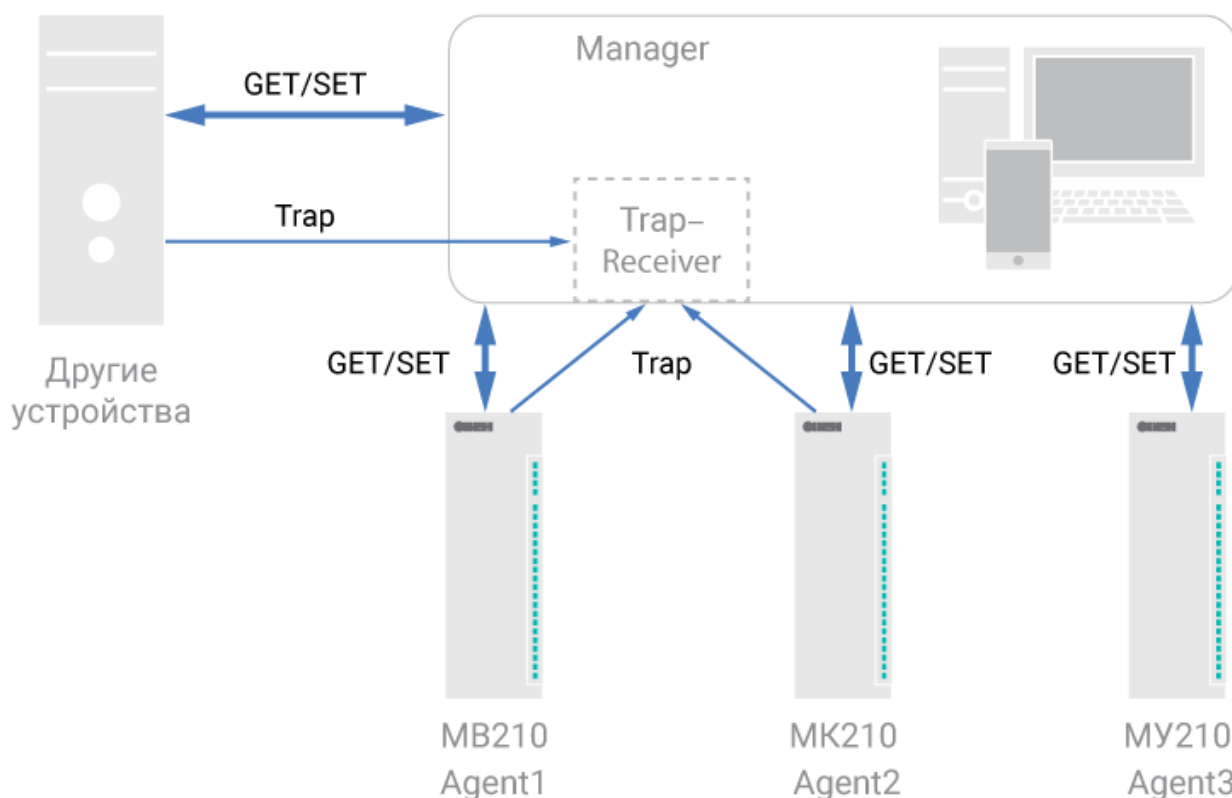 Manager
GET/SET
Trap
Trap–
Receiver
Другие
устройства
GET/SET
Trap
GET/SET
GET/SET
МВ210
Agent1
МК210
Agent2
МУ210
Agent3